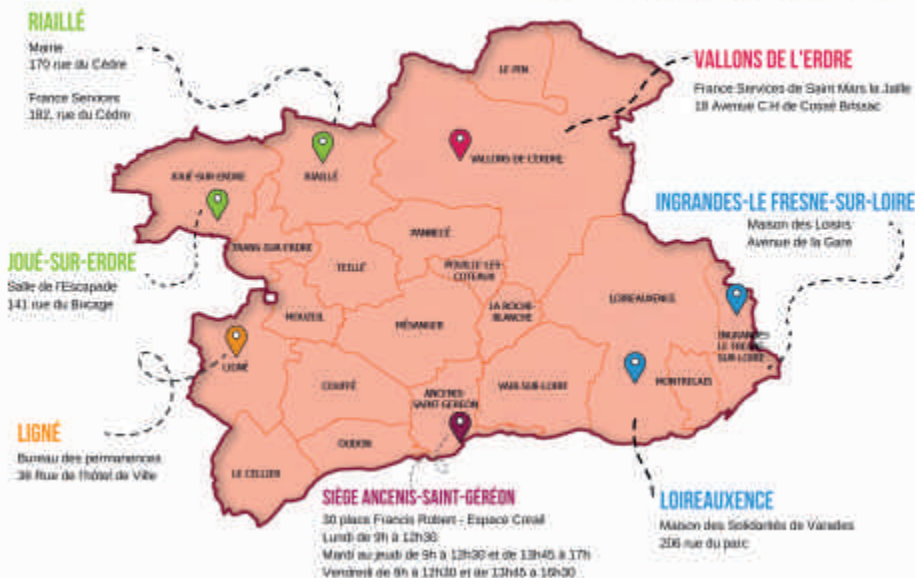 RIAILLÉ
Mairie
170 rue du Cèdre
France Services
182, rue du Cèdre
VALLONS DE L'ERDRE
France Services de Saint Mars la Jaille
18 Avenue C.H de Cossé Brissac
INGRANDES-LE FRESNE-SUR-LOIRE
Maison des Loisirs
Avenue de la Gare
JOUÉ-SUR-ERDRE
Salle de l'Escapade
141 rue du Bocage
LIGNÉ
Bureau des permanences
38 Rue de l'hôtel de Ville
SIÈGE ANCENIS-SAINT-GÉRÉON
30 place Francis Robert - Espace Corail
Lundi de 9h à 12h30
Mardi au jeudi de 9h à 12h30 et de 13h45 à 17h
Vendredi de 9h à 12h30 et de 13h45 à 16h30
LOIREAUXENCE
Maison des Solidarités de Varades
206 rue du parc
LE PIN
VALLONS DE L'ERDRE
RIAILLÉ
JOUÉ-SUR-ERDRE
TRANS-SUR-ERDRE
TEILLÉ
PANNECÉ
POUILLÉ-LES-
COTEAUX
MOUZEIL
MÉSANGER
LA ROCHE-
BLANCHE
LOIREAUXENCE
INGRANDES
LE FRESNE
SUR-LOIRE
LIGNÉ
COUFFÉ
ANCENIS-
SAINT-GÉRÉON
VAIR-SUR-LOIRE
MONTRELAIS
OUDON
LE CELLIER